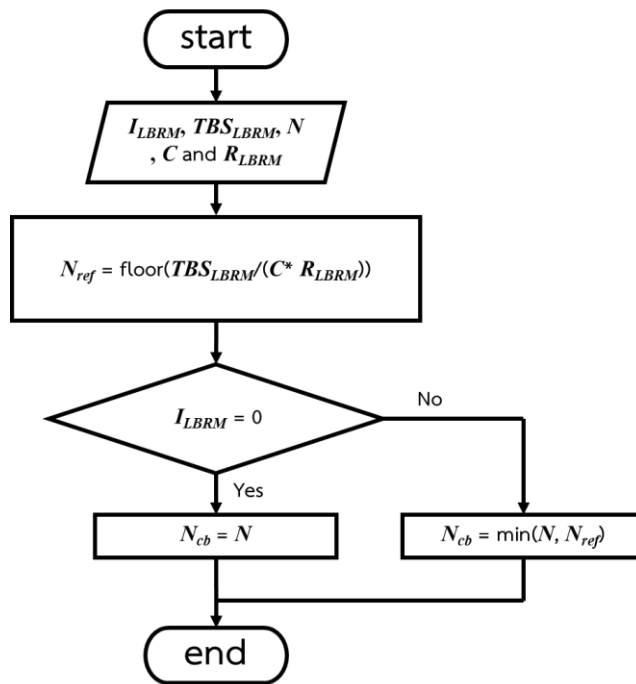 start
I_LBRM, TBS_LBRM, N
, C and R_LBRM
N_ref = floor(TBS_LBRM/(C* R_LBRM))
I_LBRM = 0
No
Yes
N_cb = N
N_cb = min(N, N_ref)
end